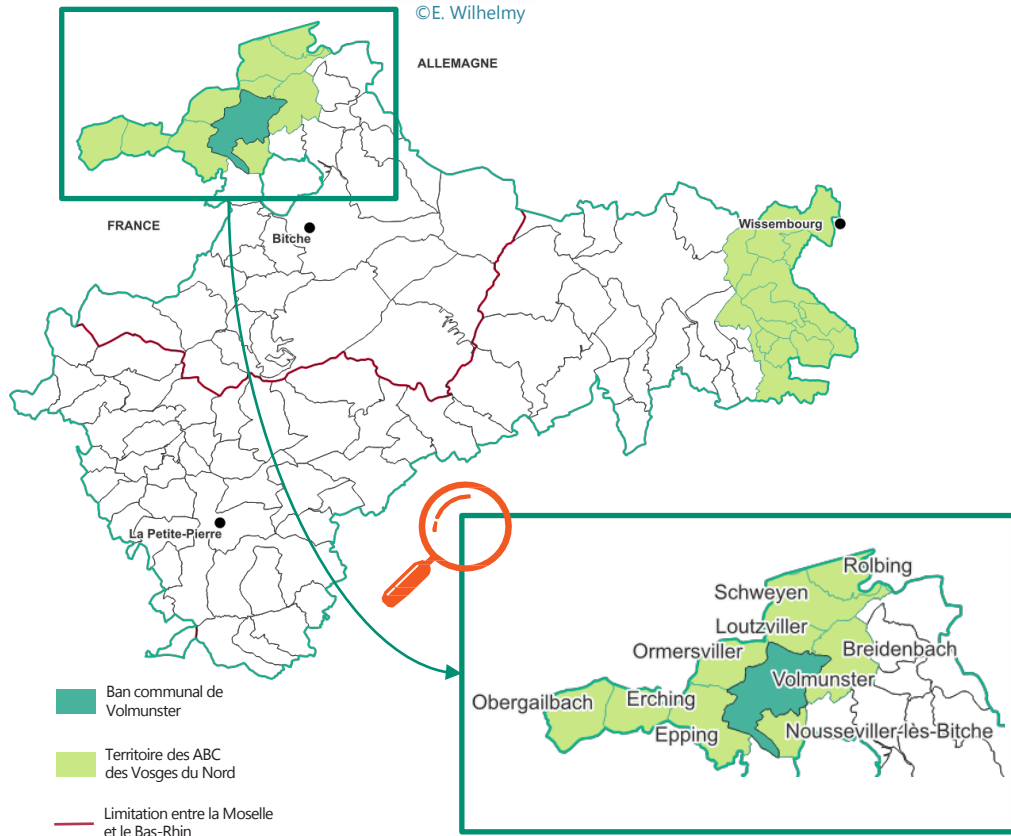 ©E. Wilhelmy
ALLEMAGNE
FRANCE
Bitche
Wissembourg
La Petite-Pierre
Rolbing
Schweyen
Loutzviller
Ormersviller
Breidenbach
Volmunster
Obergailbach
Erching
Epping
Nousseviller-lès-Bitche
Ban communal de
Volmunster
Territoire des ABC
des Vosges du Nord
Limitation entre la Moselle
et le Bas-Rhin